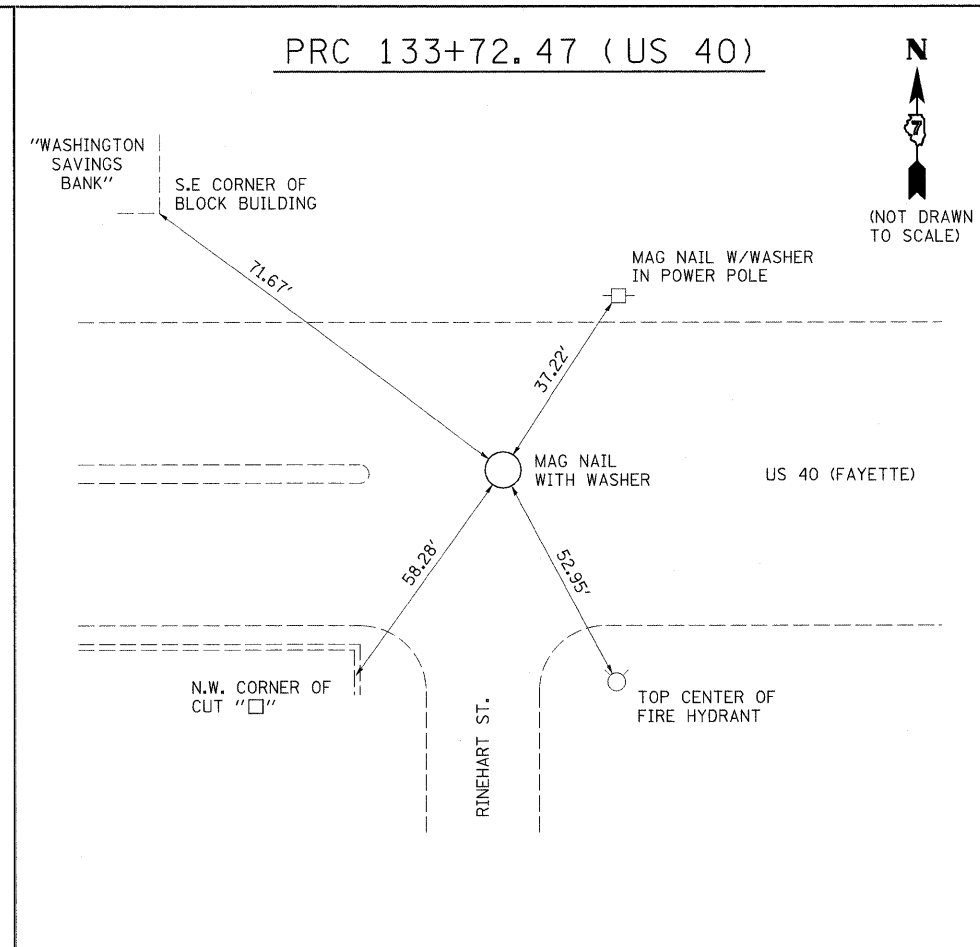 PRC 133+72.47 (US 40)
N
7
(NOT DRAWN
TO SCALE)
"WASHINGTON
SAVINGS
BANK"
S.E CORNER OF
BLOCK BUILDING
MAG NAIL W/WASHER
IN POWER POLE
71.67'
37.22'
MAG NAIL
WITH WASHER
US 40 (FAYETTE)
58.28'
52.95'
N.W. CORNER OF
CUT "□"
RINEHART ST.
TOP CENTER OF
FIRE HYDRANT